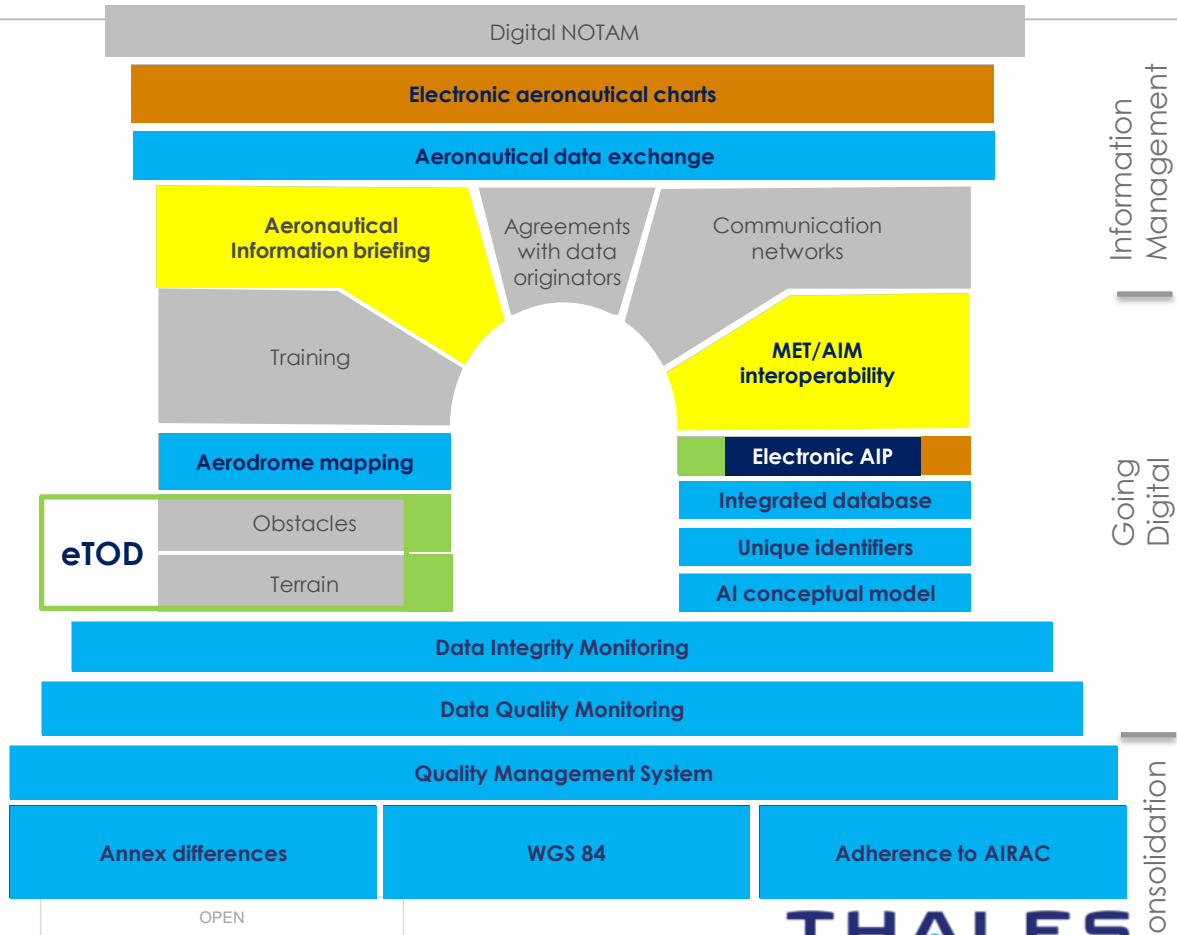 Digital NOTAM
Electronic aeronautical charts
Aeronautical data exchange
Aeronautical
Information briefing
Agreements
with data
originators
Communication
networks
Information
Management
Training
MET/AIM
interoperability
Aerodrome mapping
Electronic AIP
Going
Digital
eTOD
Obstacles
Terrain
Integrated database
Unique identifiers
AI conceptual model
Data Integrity Monitoring
Data Quality Monitoring
Quality Management System
Annex differences
WGS 84
Adherence to AIRAC
onsolidation
OPEN
THALES